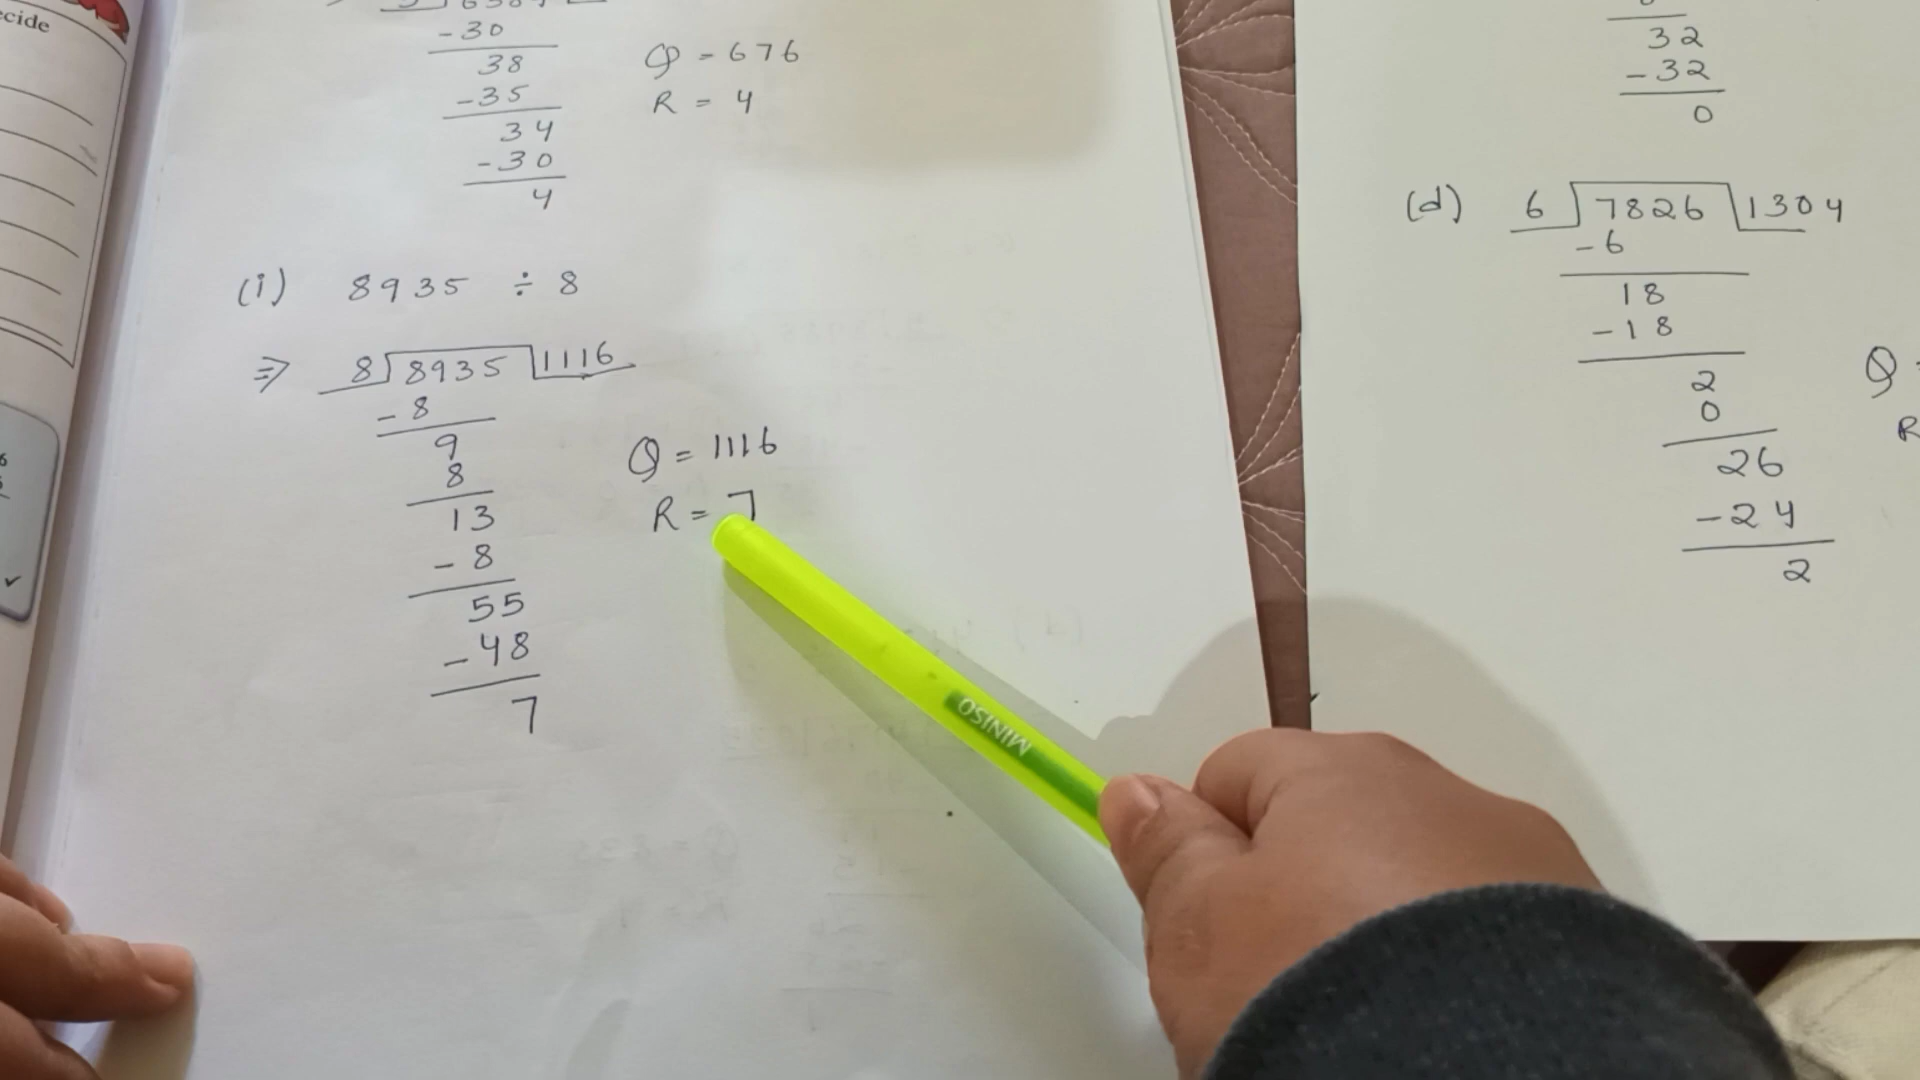 cide
-30
38
-35
34
-30
4
Q = 676
R = 4
(i) 8935 ÷ 8
⇒ 8 8935 1116
-8
9
8
13
-8
55
-48
7
Q = 1116
R = 7
MINISO
32
-32
0
(d) 6 7826 1304
-6
18
-18
2
0
26
-24
2
Q
R